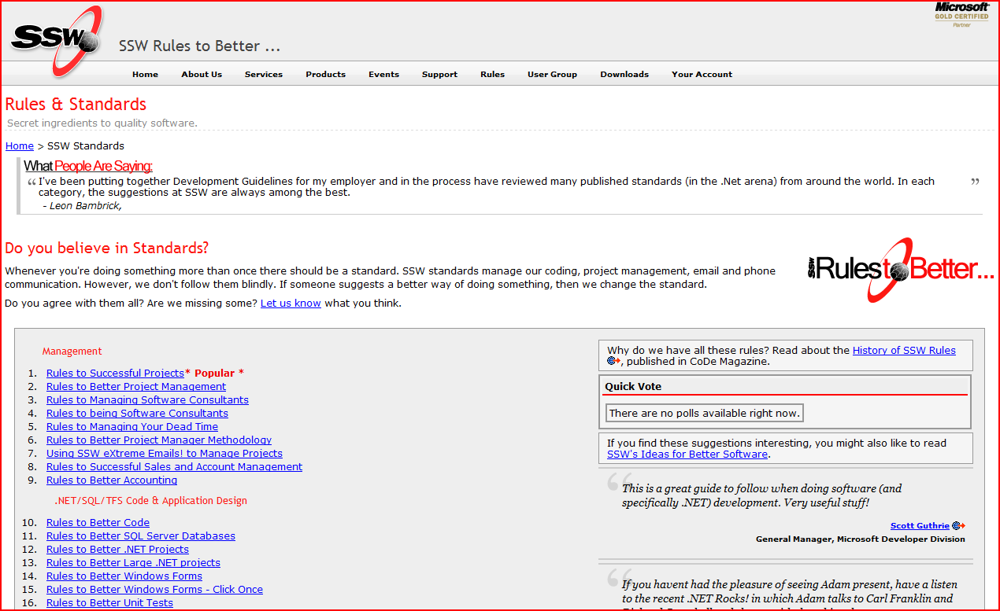 Microsoft
GOLD CERTIFIED
Partner
SSW
SSW Rules to Better ...
Home About Us Services Products Events Support Rules User Group Downloads Your Account
Rules & Standards
Secret ingredients to quality software.
Home > SSW Standards
What People Are Saying:
“ I've been putting together Development Guidelines for my employer and in the process have reviewed many published standards (in the .Net arena) from around the world. In each ”
category, the suggestions at SSW are always among the best.
- Leon Bambrick,
Do you believe in Standards?
Whenever you're doing something more than once there should be a standard. SSW standards manage our coding, project management, email and phone
communication. However, we don't follow them blindly. If someone suggests a better way of doing something, then we change the standard.
Do you agree with them all? Are we missing some? Let us know what you think.
SSW Rules to Better...
Management
1. Rules to Successful Projects* Popular *
2. Rules to Better Project Management
3. Rules to Managing Software Consultants
4. Rules to being Software Consultants
5. Rules to Managing Your Dead Time
6. Rules to Better Project Manager Methodology
7. Using SSW eXtreme Emails! to Manage Projects
8. Rules to Successful Sales and Account Management
9. Rules to Better Accounting
.NET/SQL/TFS Code & Application Design
10. Rules to Better Code
11. Rules to Better SQL Server Databases
12. Rules to Better .NET Projects
13. Rules to Better Large .NET projects
14. Rules to Better Windows Forms
15. Rules to Better Windows Forms - Click Once
16. Rules to Better Unit Tests
Why do we have all these rules? Read about the History of SSW Rules
, published in CoDe Magazine.
Quick Vote
There are no polls available right now.
If you find these suggestions interesting, you might also like to read
SSW's Ideas for Better Software.
“ This is a great guide to follow when doing software (and
specifically .NET) development. Very useful stuff!
Scott Guthrie
General Manager, Microsoft Developer Division
“ If you havent had the pleasure of seeing Adam present, have a listen
to the recent .NET Rocks! in which Adam talks to Carl Franklin and